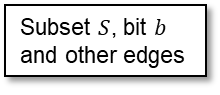 Subset S, bit b
and other edges